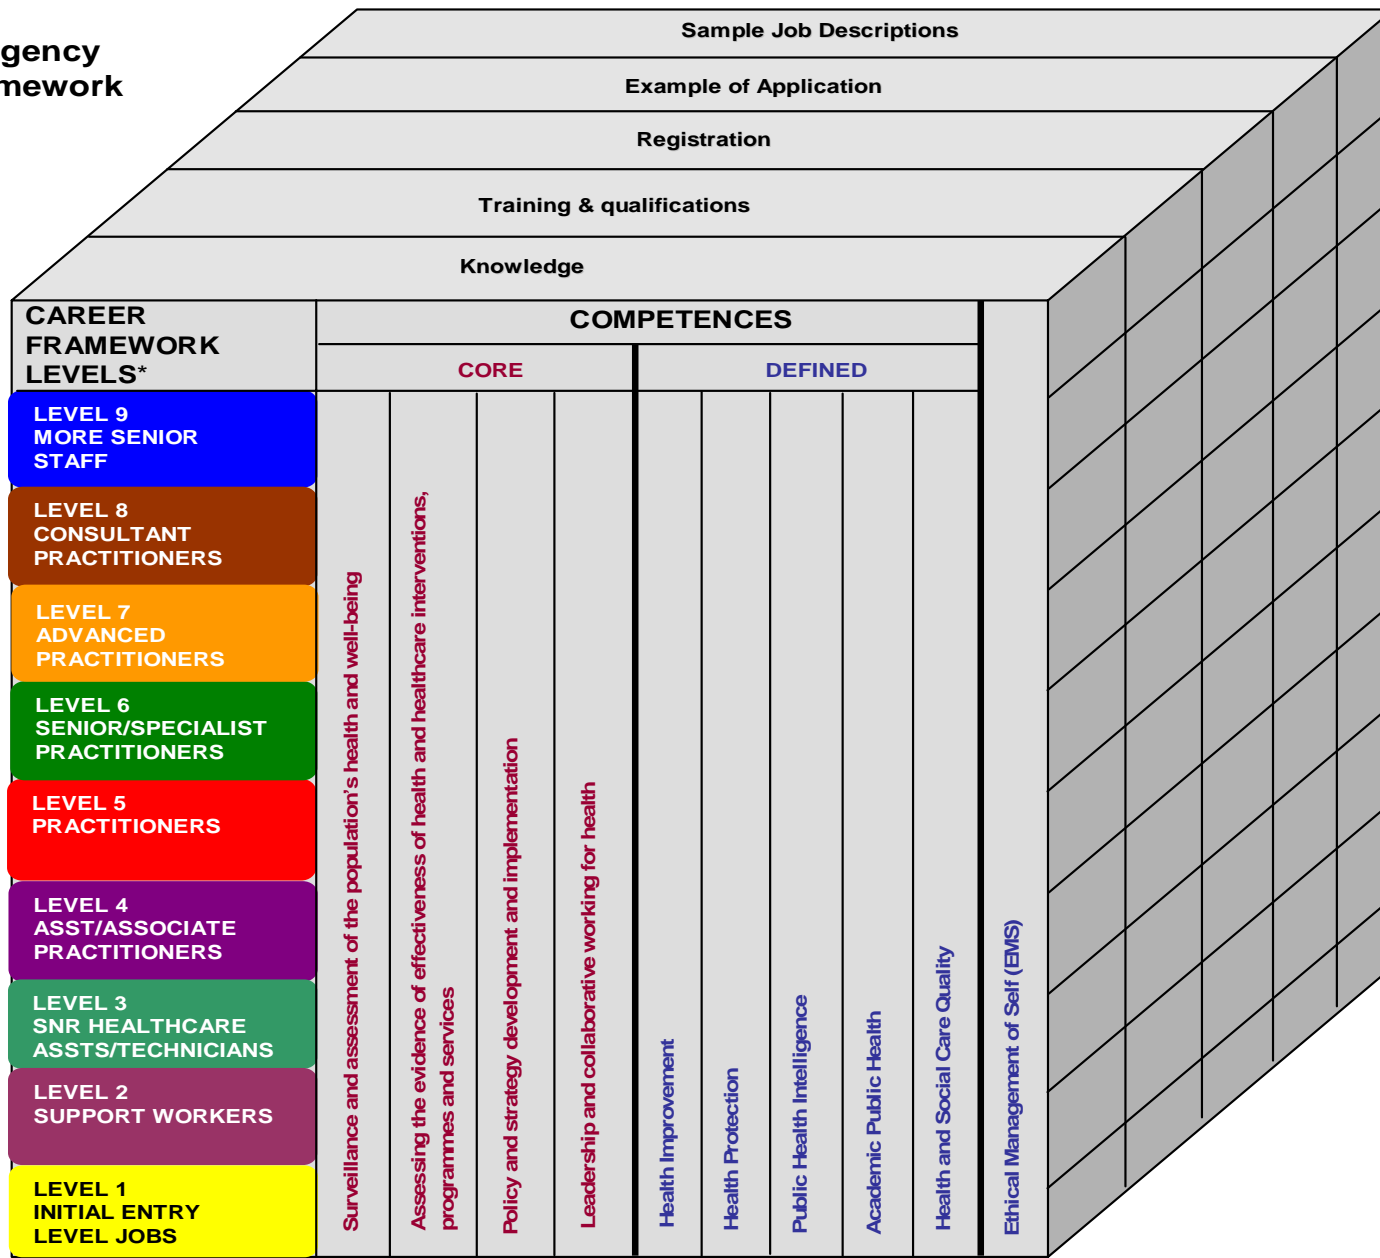 gency
mework
Sample Job Descriptions
Example of Application
Registration
Training & qualifications
Knowledge
CAREER
FRAMEWORK
LEVELS*
COMPETENCES
CORE
DEFINED
LEVEL 9
MORE SENIOR
STAFF
LEVEL 8
CONSULTANT
PRACTITIONERS
LEVEL 7
ADVANCED
PRACTITIONERS
LEVEL 6
SENIOR/SPECIALIST
PRACTITIONERS
LEVEL 5
PRACTITIONERS
LEVEL 4
ASST/ASSOCIATE
PRACTITIONERS
LEVEL 3
SNR HEALTHCARE
ASSTS/TECHNICIANS
LEVEL 2
SUPPORT WORKERS
LEVEL 1
INITIAL ENTRY
LEVEL JOBS
Surveillance and assessment of the population's health and well-being
Assessing the evidence of effectiveness of health and healthcare interventions,
programmes and services
Policy and strategy development and implementation
Leadership and collaborative working for health
Health Improvement
Health Protection
Public Health Intelligence
Academic Public Health
Health and Social Care Quality
Ethical Management of Self (EMS)